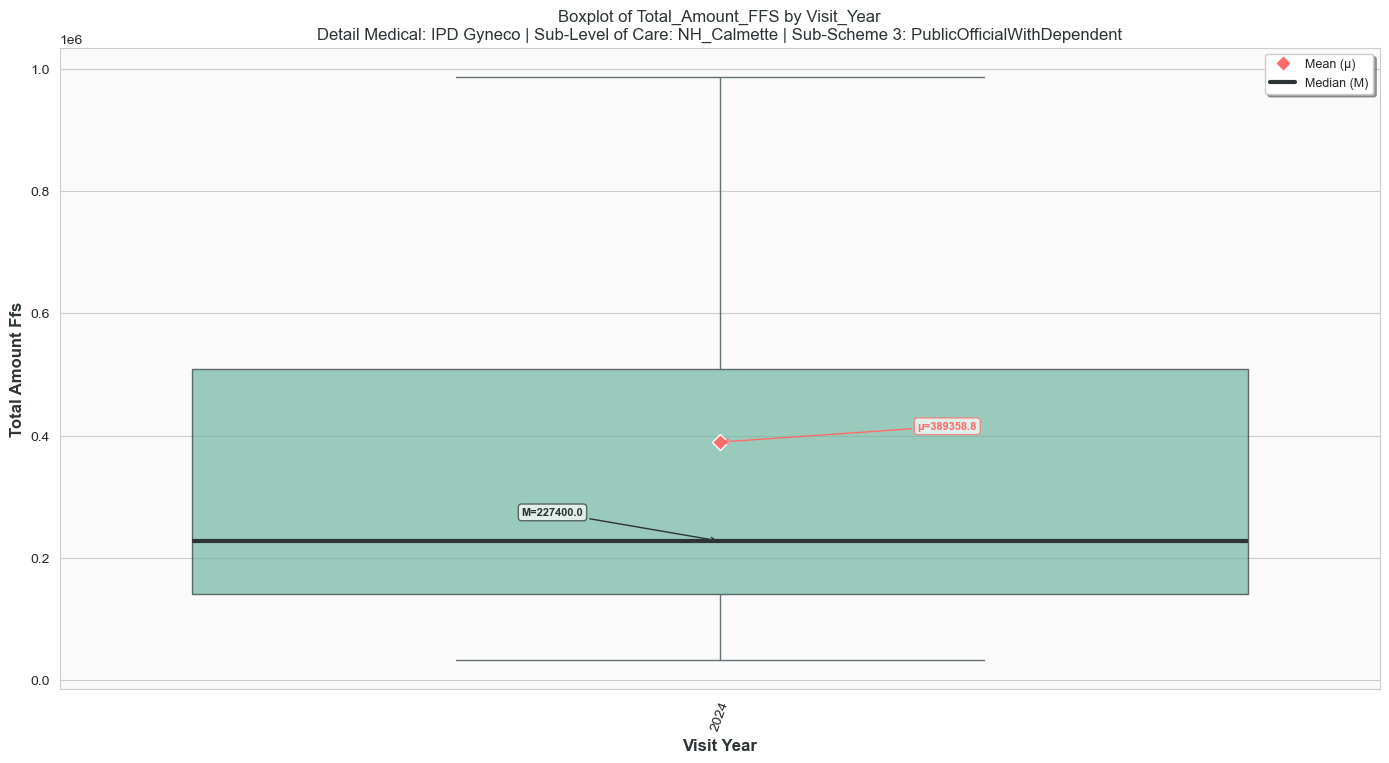 Boxplot of Total_Amount_FFS by Visit_Year
Detail Medical: IPD Gyneco | Sub-Level of Care: NH_Calmette | Sub-Scheme 3: PublicOfficialWithDependent
1e6
1.0
0.8
0.6
0.4
0.2
0.0
Total Amount Ffs
Mean (μ)
Median (M)
μ=389358.8
M=227400.0
2024
Visit Year